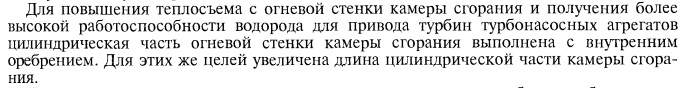 Для повышения теплосъема с огневой стенки камеры сгорания и получения более
высокой работоспособности водорода для привода турбин турбонасосных агрегатов
цилиндрическая часть огневой стенки камеры сгорания выполнена с внутренним
оребрением. Для этих же целей увеличена длина цилиндрической части камеры сгора-
ния.